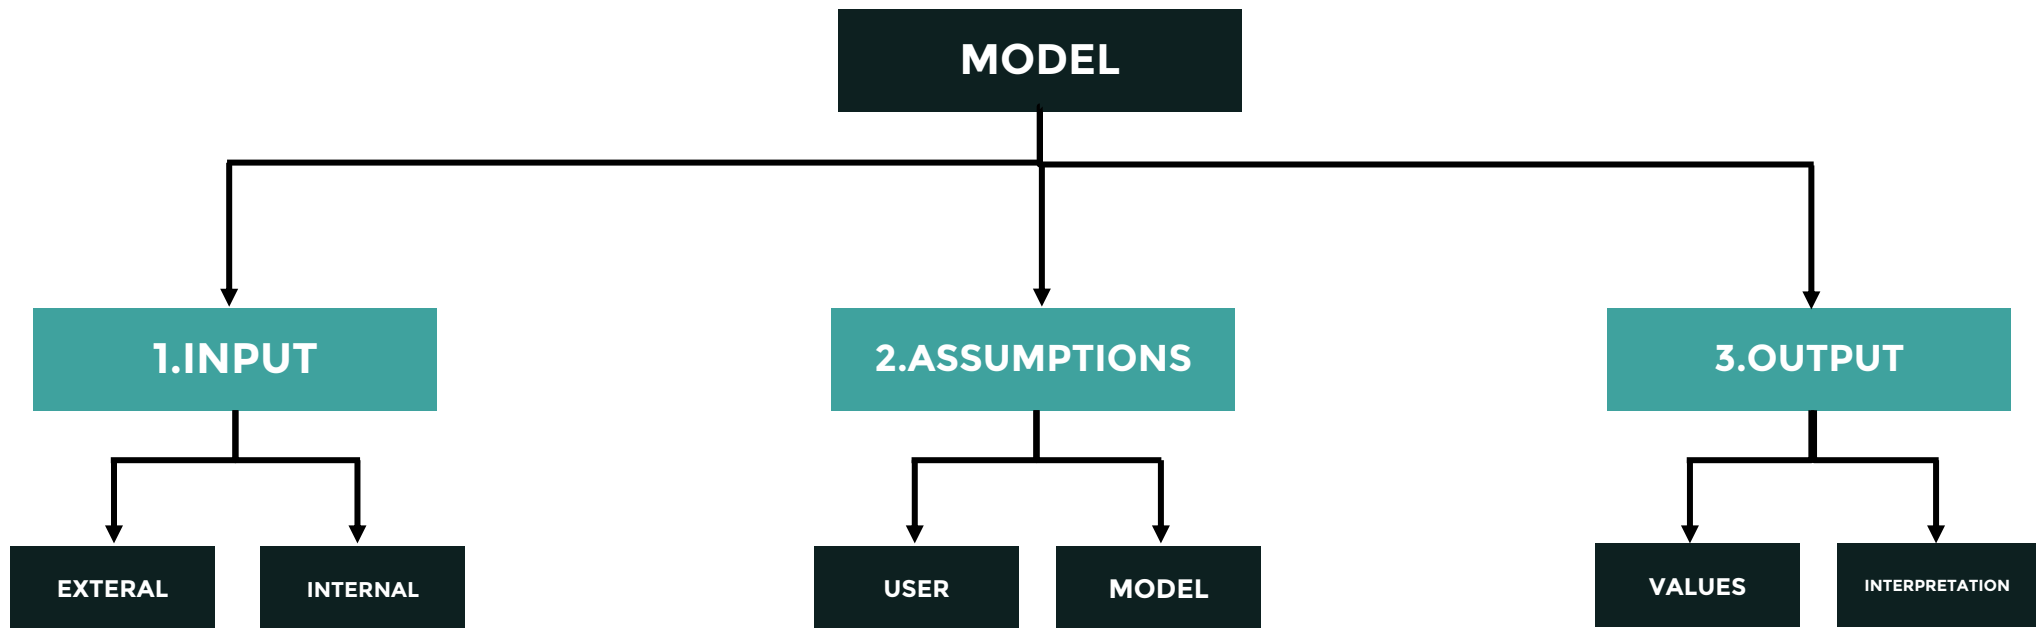 MODEL
1.INPUT
2.ASSUMPTIONS
3.OUTPUT
EXTERAL
INTERNAL
USER
MODEL
VALUES
INTERPRETATION